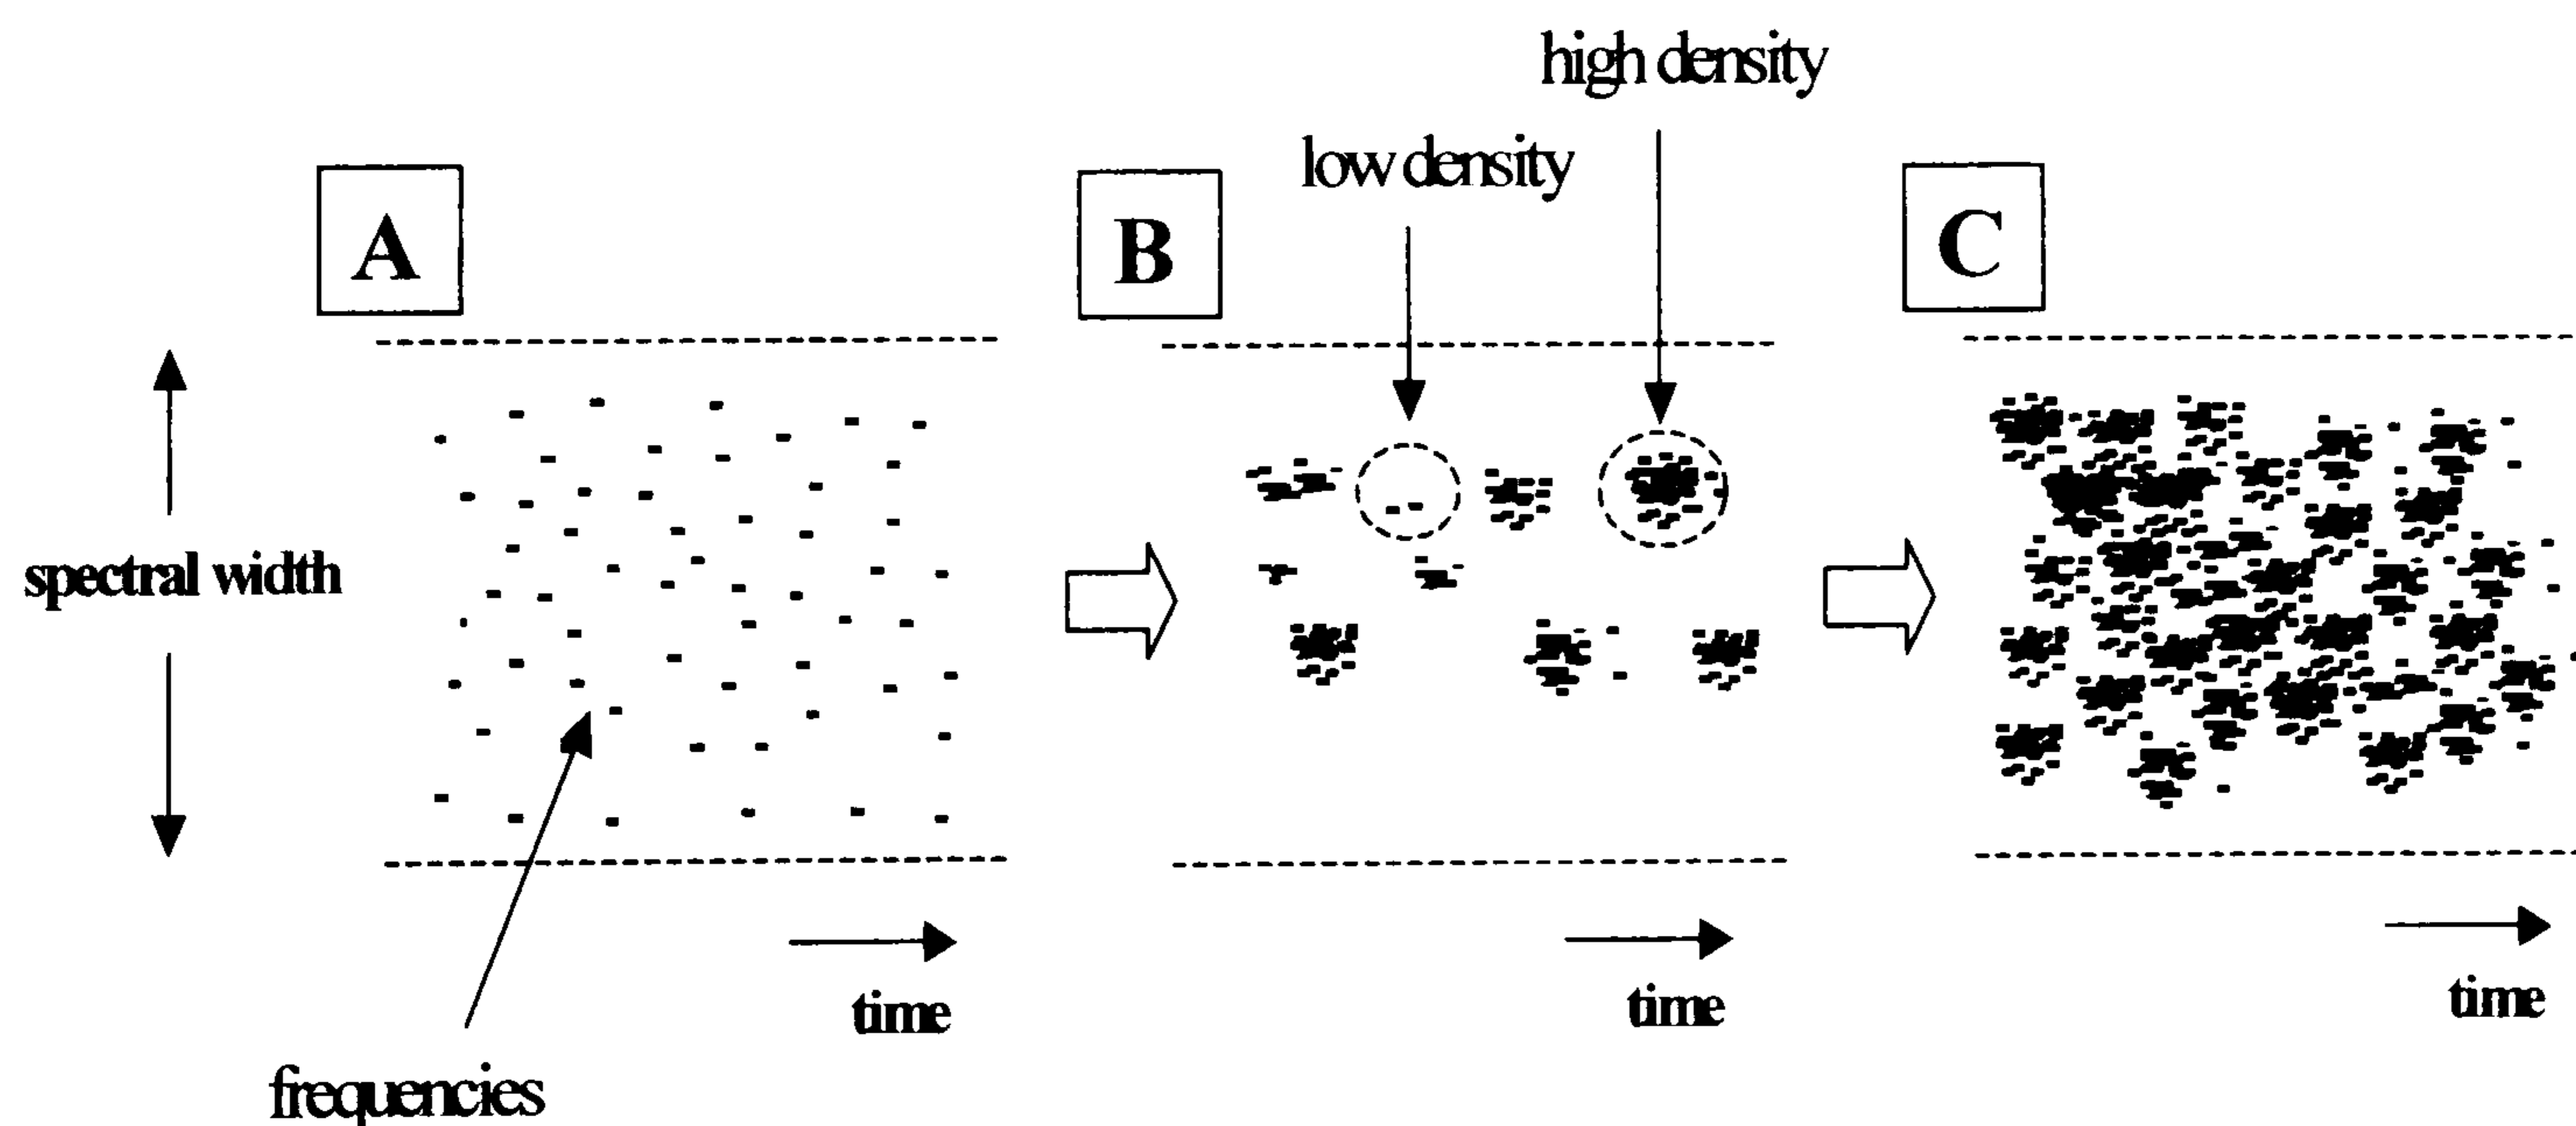 high density
low density
A
B
C
spectral width
time
time
time
frequencies